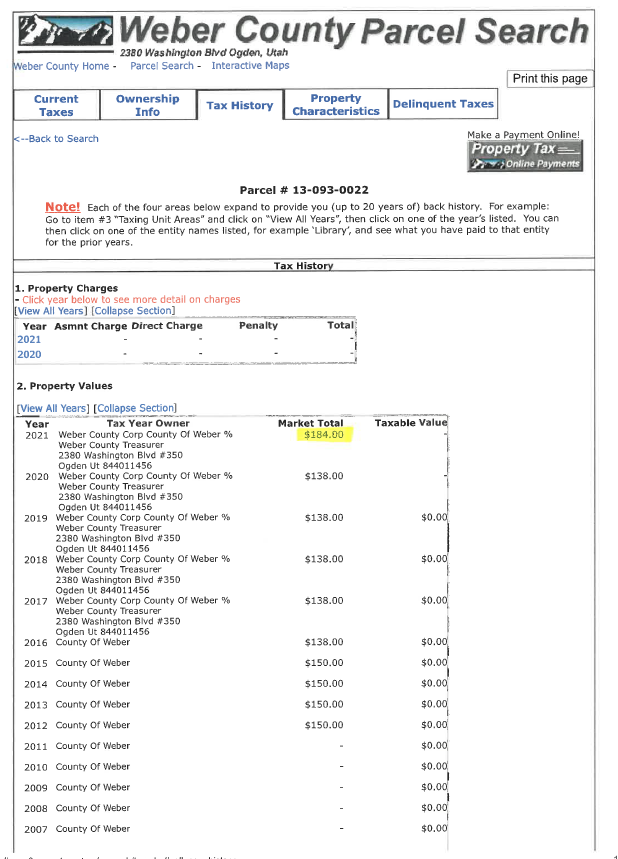 Weber County Parcel Search
2380 Washington Blvd Ogden, Utah
Weber County Home - Parcel Search - Interactive Maps
Print this page
Current Taxes
Ownership Info
Tax History
Property Characteristics
Delinquent Taxes
<--Back to Search
Make a Payment Online!
Property Tax
Online Payments
Parcel # 13-093-0022
Note! Each of the four areas below expand to provide you (up to 20 years of) back history. For example:
Go to item #3 "Taxing Unit Areas" and click on "View All Years", then click on one of the year's listed. You can
then click on one of the entity names listed, for example 'Library', and see what you have paid to that entity
for the prior years.
Tax History
1. Property Charges
- Click year below to see more detail on charges
[View All Years] [Collapse Section]
Year Asmnt Charge Direct Charge Penalty Total
2021 - - - -
2020 - - - -
2. Property Values
[View All Years] [Collapse Section]
Year Tax Year Owner Market Total Taxable Value
2021 Weber County Corp County Of Weber % $184.00 -
Weber County Treasurer
2380 Washington Blvd #350
Ogden Ut 844011456
2020 Weber County Corp County Of Weber % $138.00 -
Weber County Treasurer
2380 Washington Blvd #350
Ogden Ut 844011456
2019 Weber County Corp County Of Weber % $138.00 $0.00
Weber County Treasurer
2380 Washington Blvd #350
Ogden Ut 844011456
2018 Weber County Corp County Of Weber % $138.00 $0.00
Weber County Treasurer
2380 Washington Blvd #350
Ogden Ut 844011456
2017 Weber County Corp County Of Weber % $138.00 $0.00
Weber County Treasurer
2380 Washington Blvd #350
Ogden Ut 844011456
2016 County Of Weber $138.00 $0.00
2015 County Of Weber $150.00 $0.00
2014 County Of Weber $150.00 $0.00
2013 County Of Weber $150.00 $0.00
2012 County Of Weber $150.00 $0.00
2011 County Of Weber - $0.00
2010 County Of Weber - $0.00
2009 County Of Weber - $0.00
2008 County Of Weber - $0.00
2007 County Of Weber - $0.00